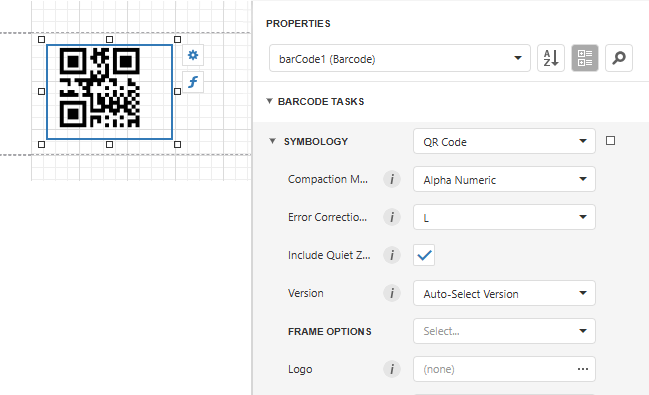 PROPERTIES
barCode1 (Barcode)
A
Z
BARCODE TASKS
SYMBOLOGY
QR Code
Compaction M...
i
Alpha Numeric
Error Correctio...
i
L
Include Quiet Z...
i
Version
i
Auto-Select Version
FRAME OPTIONS
Select...
Logo
i
(none)
...
f